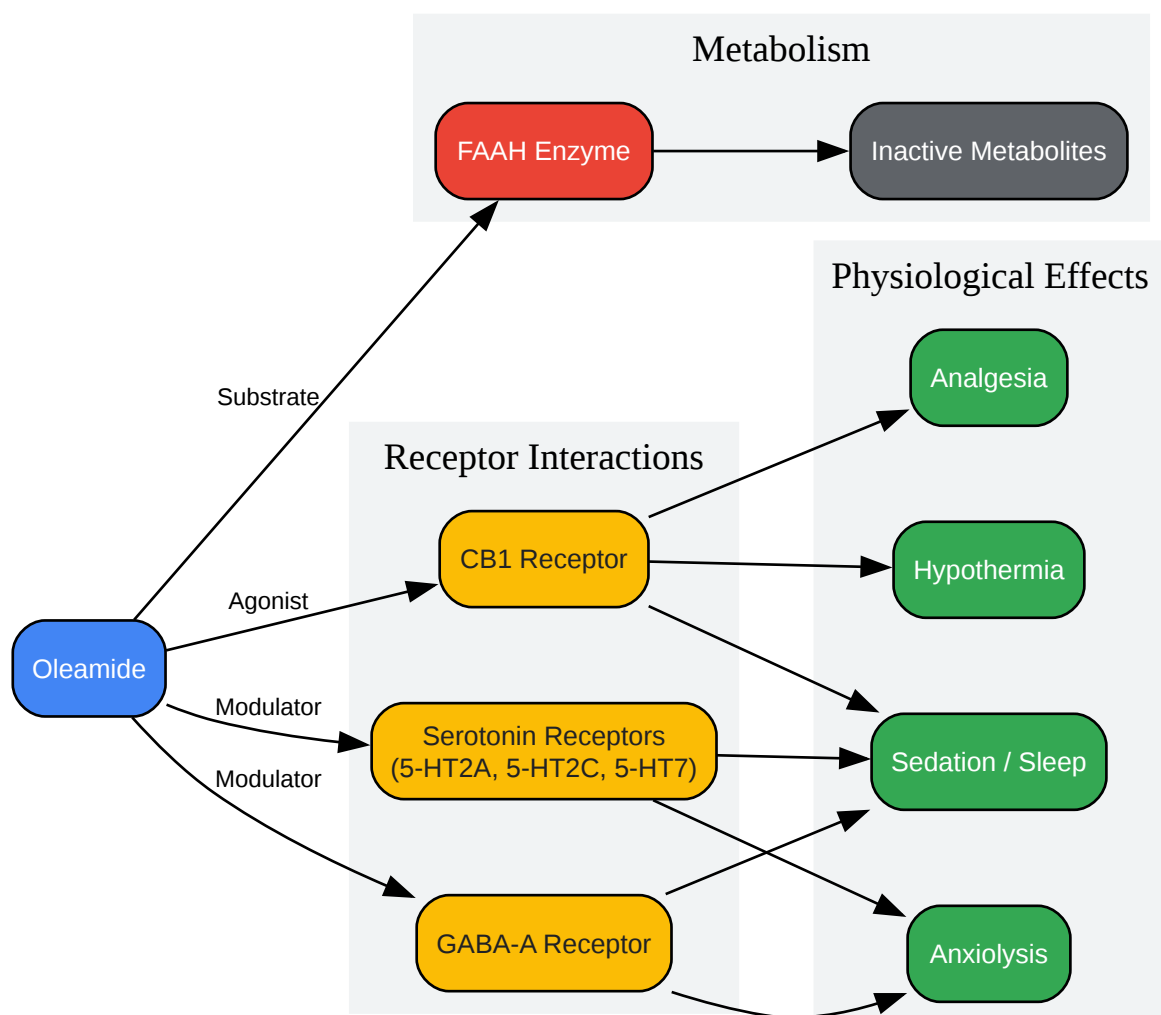 Metabolism
FAAH Enzyme
Inactive Metabolites
Physiological Effects
Analgesia
Substrate
Receptor Interactions
CB1 Receptor
Hypothermia
Agonist
Oleamide
Modulator
Serotonin Receptors
(5-HT2A, 5-HT2C, 5-HT7)
Sedation / Sleep
Modulator
GABA-A Receptor
Anxiolysis